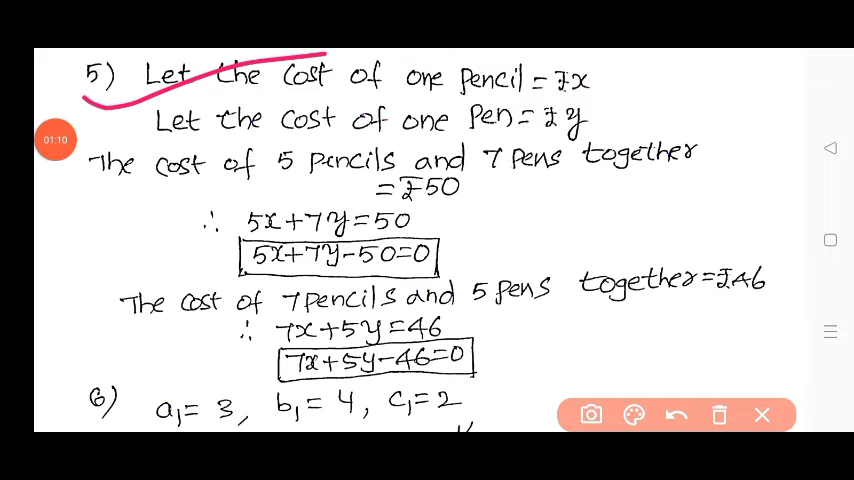 5) Let the cost of one pencil = ₹x
Let the cost of one pen = ₹y
01:10
The cost of 5 pencils and 7 pens together
= ₹50
∴ 5x+7y=50
5x+7y-50=0
The cost of 7 pencils and 5 pens together=₹46
∴ 7x+5y=46
7x+5y-46=0
6) a₁= 3, b₁= 4, c₁=2